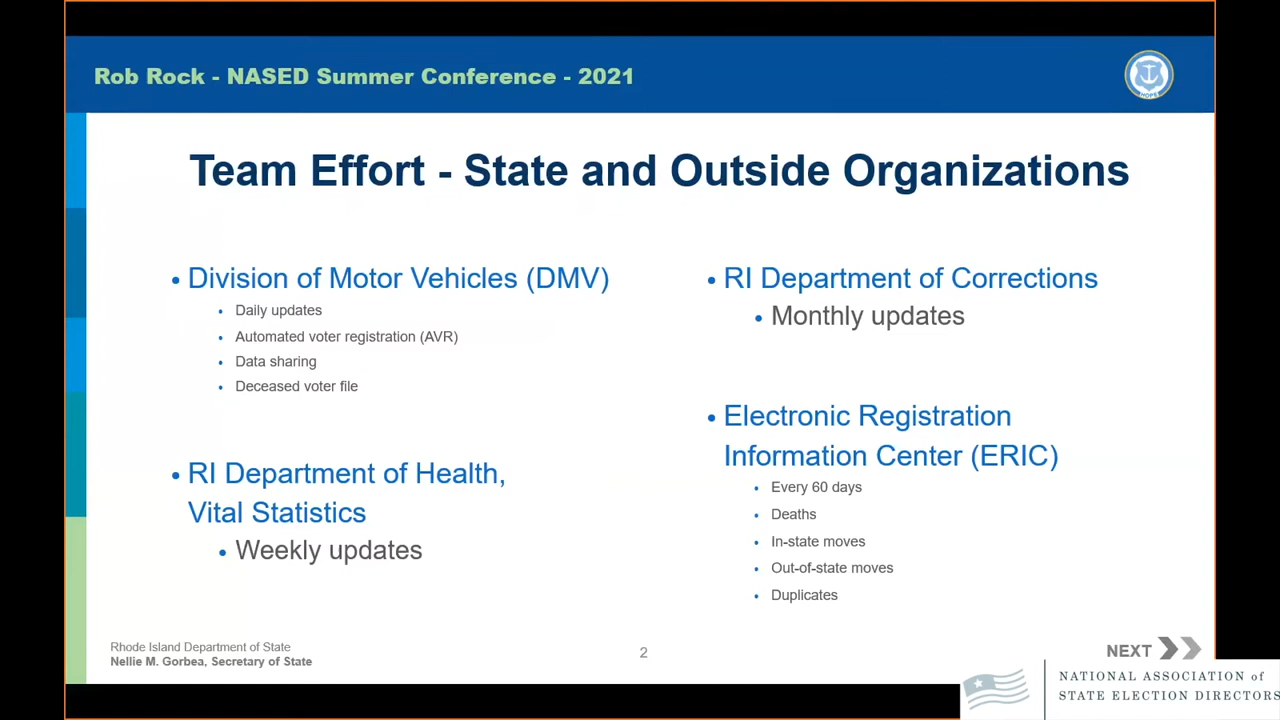 Rob Rock - NASED Summer Conference - 2021
HOPE
Team Effort - State and Outside Organizations
• Division of Motor Vehicles (DMV)
• Daily updates
• Automated voter registration (AVR)
• Data sharing
• Deceased voter file
• RI Department of Health,
Vital Statistics
• Weekly updates
• RI Department of Corrections
• Monthly updates
• Electronic Registration
Information Center (ERIC)
• Every 60 days
• Deaths
• In-state moves
• Out-of-state moves
• Duplicates
Rhode Island Department of State
Nellie M. Gorbea, Secretary of State
2
NEXT
NATIONAL ASSOCIATION of
STATE ELECTION DIRECTORS